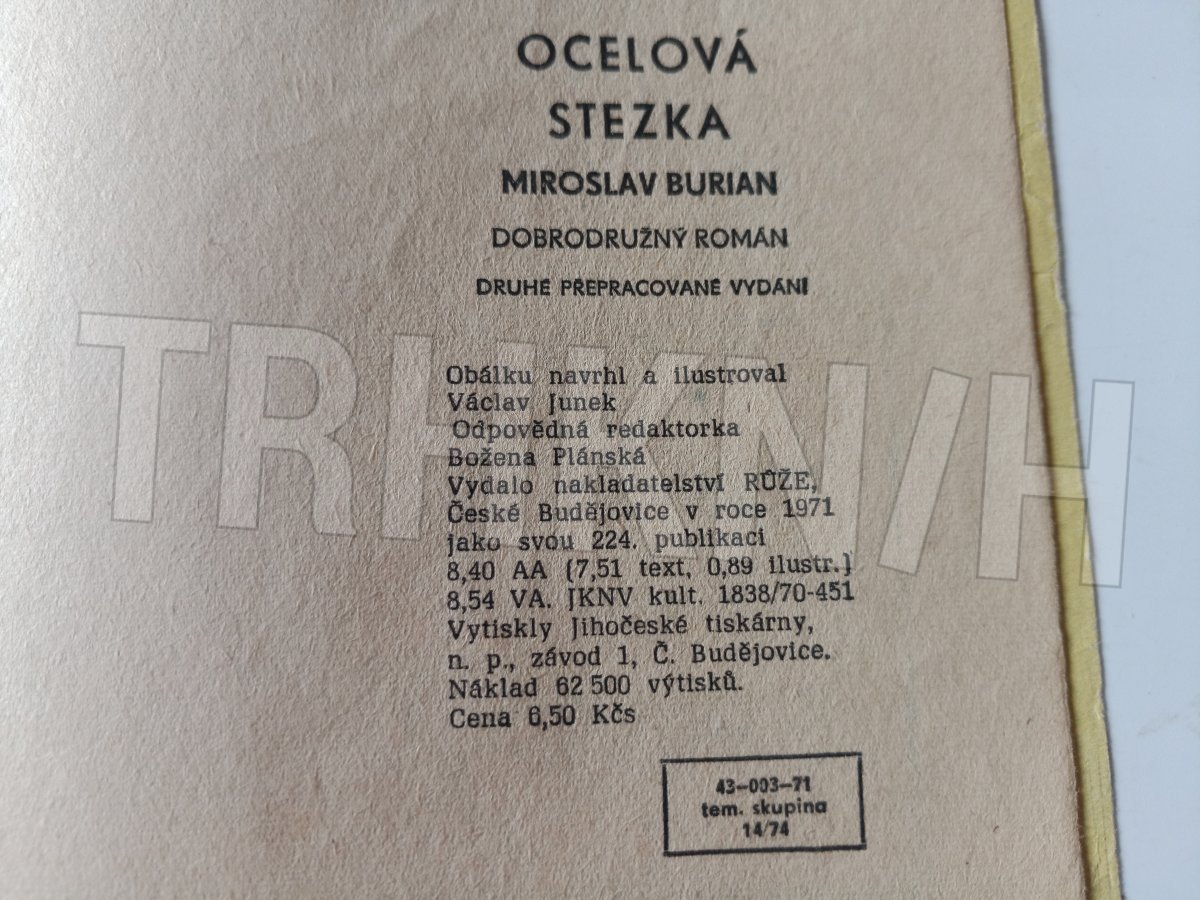 OCELOVÁ
STEZKA
MIROSLAV BURIAN
DOBRODRUŽNÝ ROMÁN
DRUHÉ PŘEPRACOVANÉ VYDÁNÍ
Obálku navrhl a ilustroval
Václav Junek
Odpovědná redaktorka
Božena Plánská
Vydalo nakladatelství RŮŽE,
České Budějovice v roce 1971
jako svou 224. publikaci
8,40 AA (7,51 text, 0,89 ilustr.)
8,54 VA. JKNV kult. 1838/70-451
Vytiskly Jihočeské tiskárny,
n. p., závod 1, Č. Budějovice.
Náklad 62 500 výtisků.
Cena 6,50 Kčs
43-003-71
tem. skupina
14/74